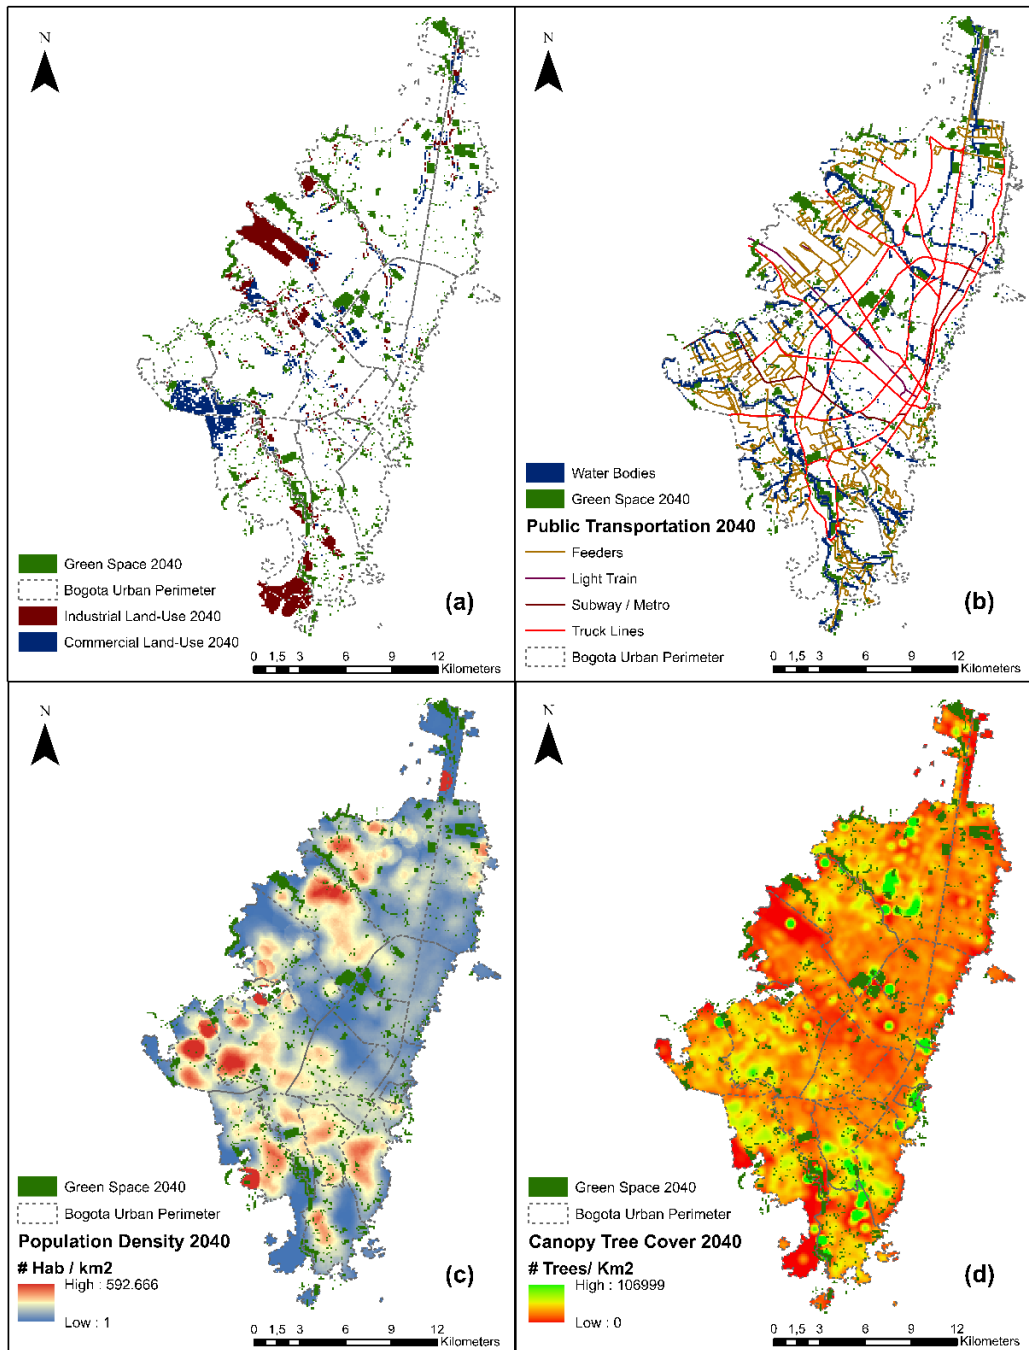 N
Green Space 2040
Bogota Urban Perimeter
Industrial Land-Use 2040
Commercial Land-Use 2040
(a)
0 1,5 3 6 9 12
Kilometers
N
Water Bodies
Green Space 2040
Public Transportation 2040
Feeders
Light Train
Subway / Metro
Truck Lines
Bogota Urban Perimeter
(b)
0 1,5 3 6 9 12
Kilometers
N
Green Space 2040
Bogota Urban Perimeter
Population Density 2040
# Hab / km2
High : 592.666
Low : 1
(c)
0 1,5 3 6 9 12
Kilometers
N
Green Space 2040
Bogota Urban Perimeter
Canopy Tree Cover 2040
# Trees/ Km2
High : 106999
Low : 0
(d)
0 1,5 3 6 9 12
Kilometers